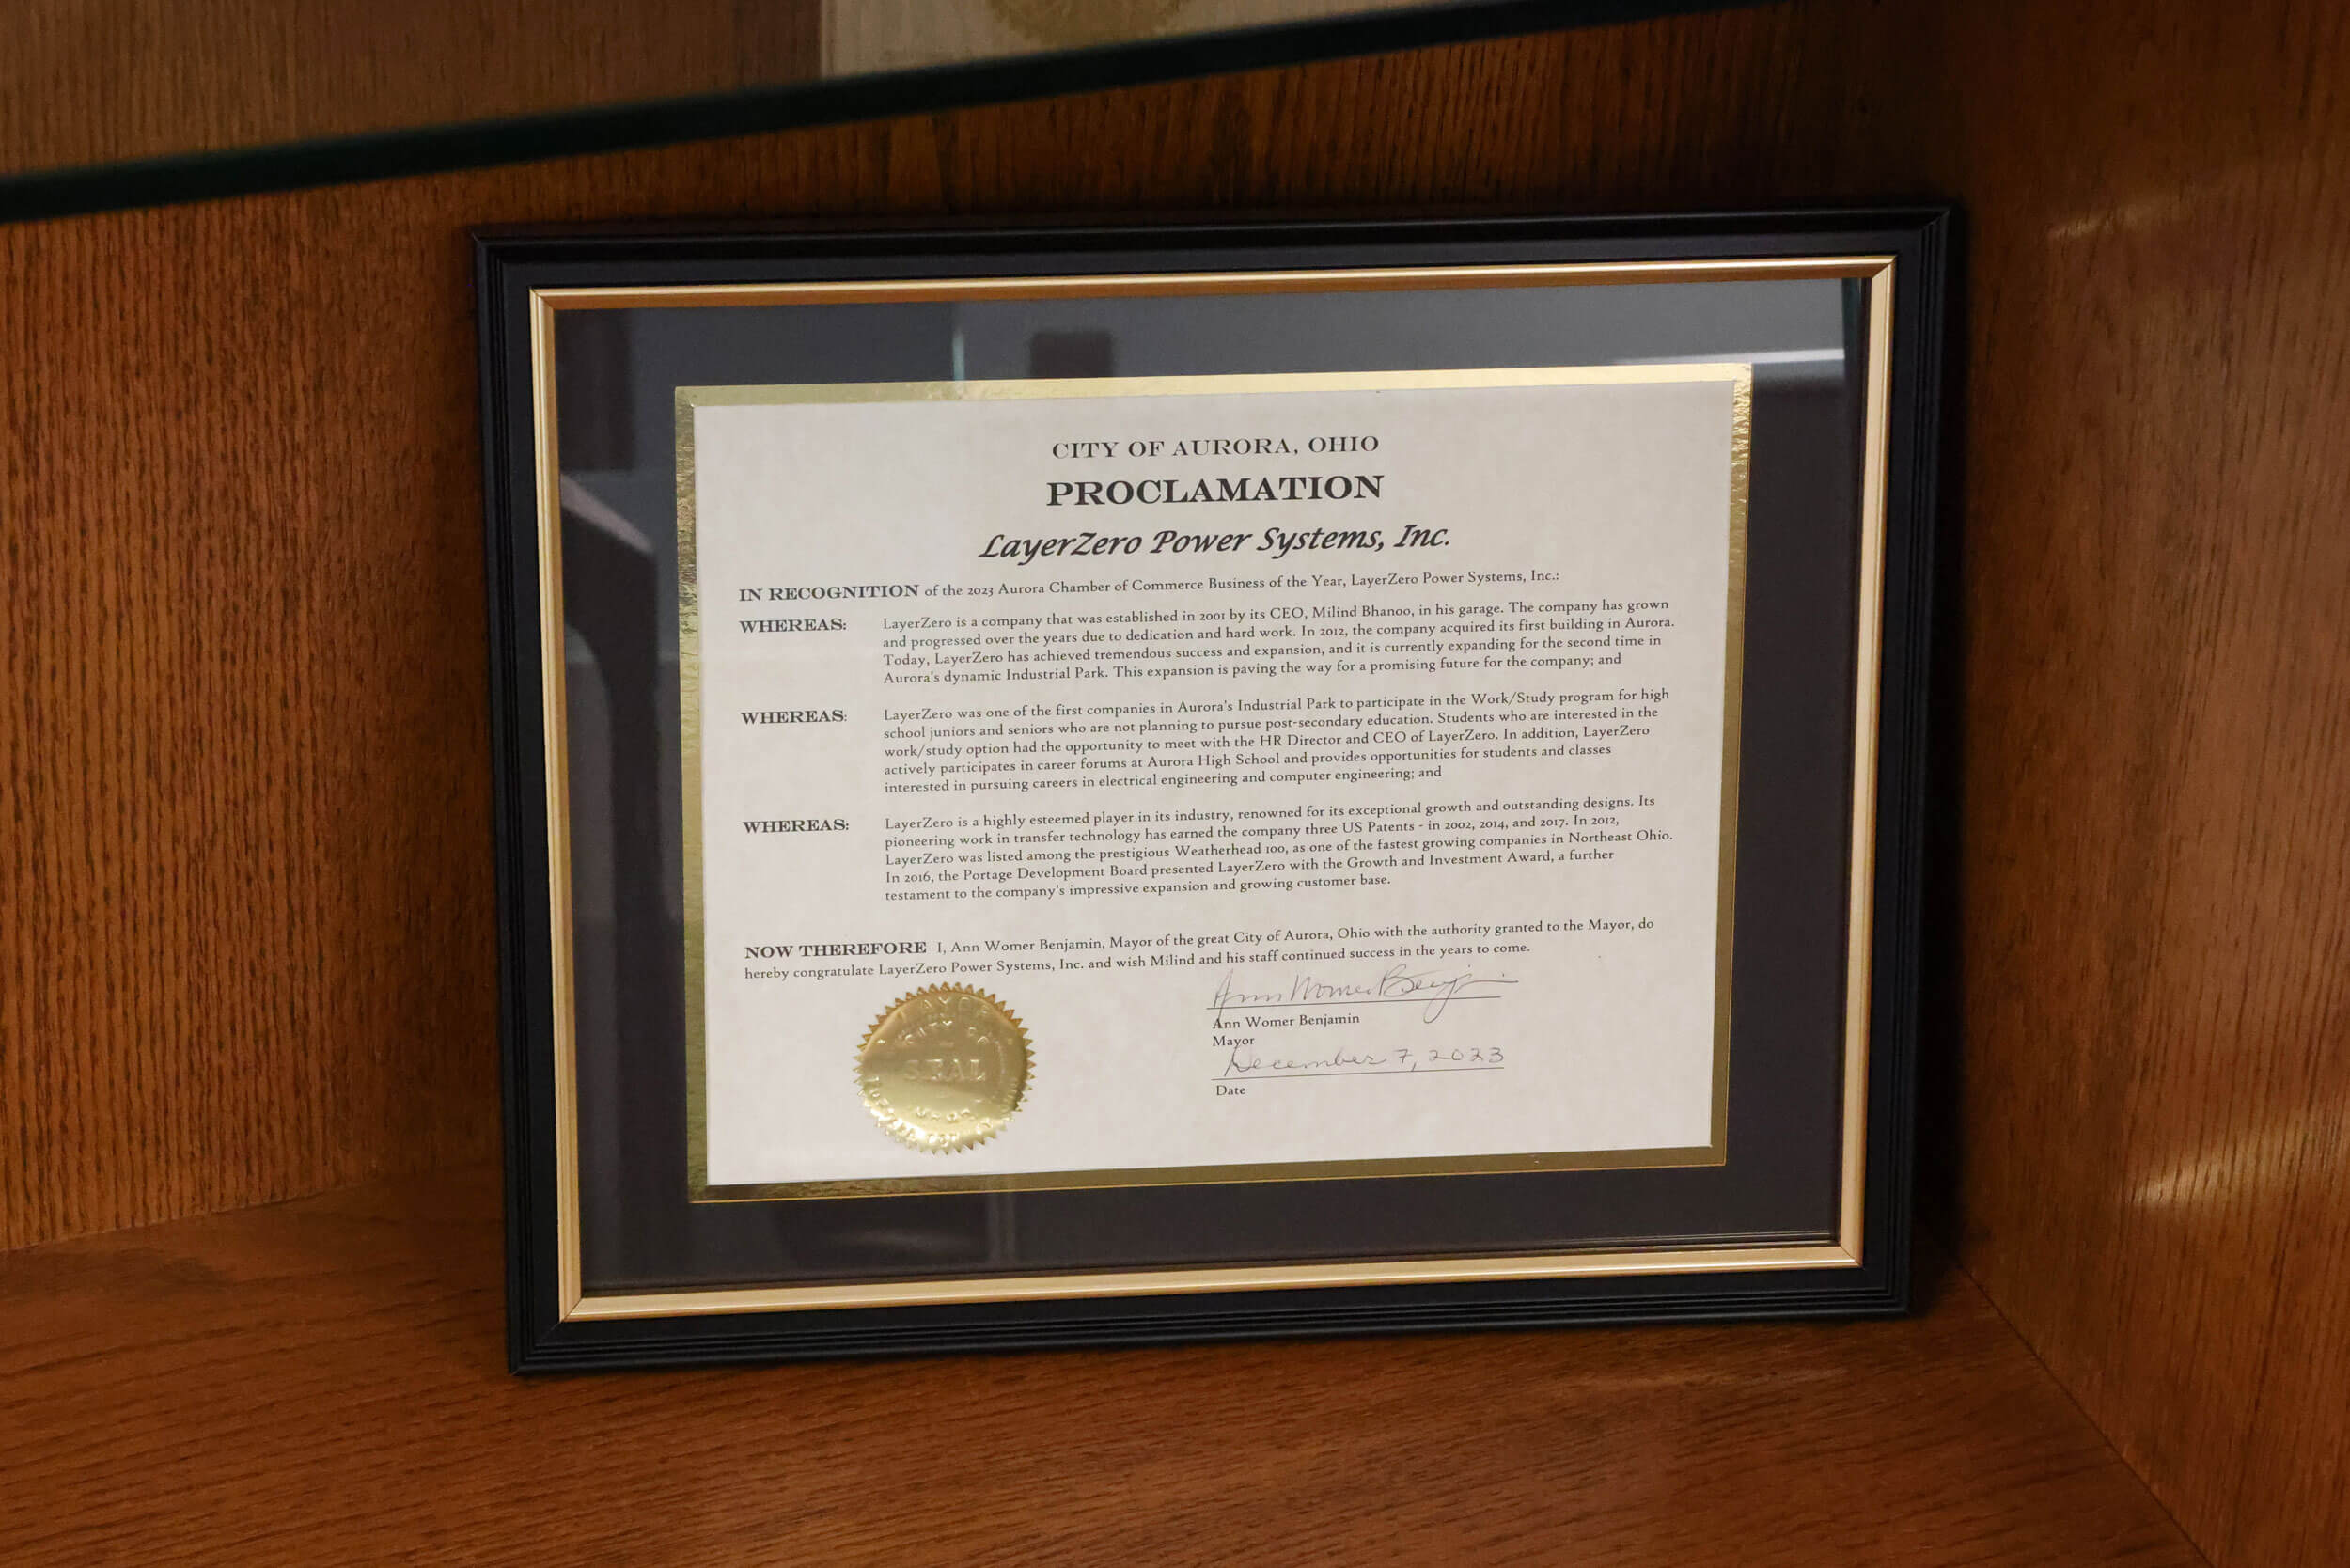 CITY OF AURORA, OHIO
PROCLAMATION
LayerZero Power Systems, Inc.
IN RECOGNITION of the 2023 Aurora Chamber of Commerce Business of the Year, LayerZero Power Systems, Inc.:
WHEREAS: LayerZero is a company that was established in 2001 by its CEO, Milind Bhanoo, in his garage. The company has grown
and progressed over the years due to dedication and hard work. In 2012, the company acquired its first building in Aurora.
Today, LayerZero has achieved tremendous success and expansion, and it is currently expanding for the second time in
Aurora's dynamic Industrial Park. This expansion is paving the way for a promising future for the company; and
WHEREAS: LayerZero was one of the first companies in Aurora's Industrial Park to participate in the Work/Study program for high
school juniors and seniors who are not planning to pursue post-secondary education. Students who are interested in the
work/study option had the opportunity to meet with the HR Director and CEO of LayerZero. In addition, LayerZero
actively participates in career forums at Aurora High School and provides opportunities for students and classes
interested in pursuing careers in electrical engineering and computer engineering; and
WHEREAS: LayerZero is a highly esteemed player in its industry, renowned for its exceptional growth and outstanding designs. Its
pioneering work in transfer technology has earned the company three US Patents - in 2002, 2014, and 2017. In 2012,
LayerZero was listed among the prestigious Weatherhead 100, as one of the fastest growing companies in Northeast Ohio.
In 2016, the Portage Development Board presented LayerZero with the Growth and Investment Award, a further
testament to the company's impressive expansion and growing customer base.
NOW THEREFORE I, Ann Womer Benjamin, Mayor of the great City of Aurora, Ohio with the authority granted to the Mayor, do
hereby congratulate LayerZero Power Systems, Inc. and wish Milind and his staff continued success in the years to come.
Ann Womer Benjamin
Ann Womer Benjamin
Mayor
December 7, 2023
Date
CITY OF
SEAL